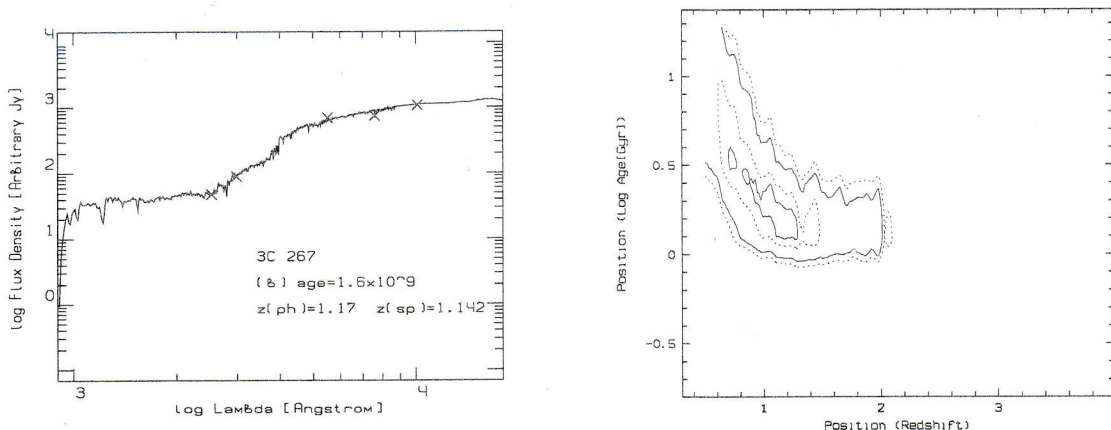 4
3
2
1
0
log Flux Density [Arbitrary Jy]
3C 267
(B) age=1.6x10^9
z(ph)=1.17 z(sp)=1.142
3
4
log Lambda [Angstrom]
1
0.5
0
-0.5
Position (Log Age[Gyr])
1
2
3
Position (Redshift)